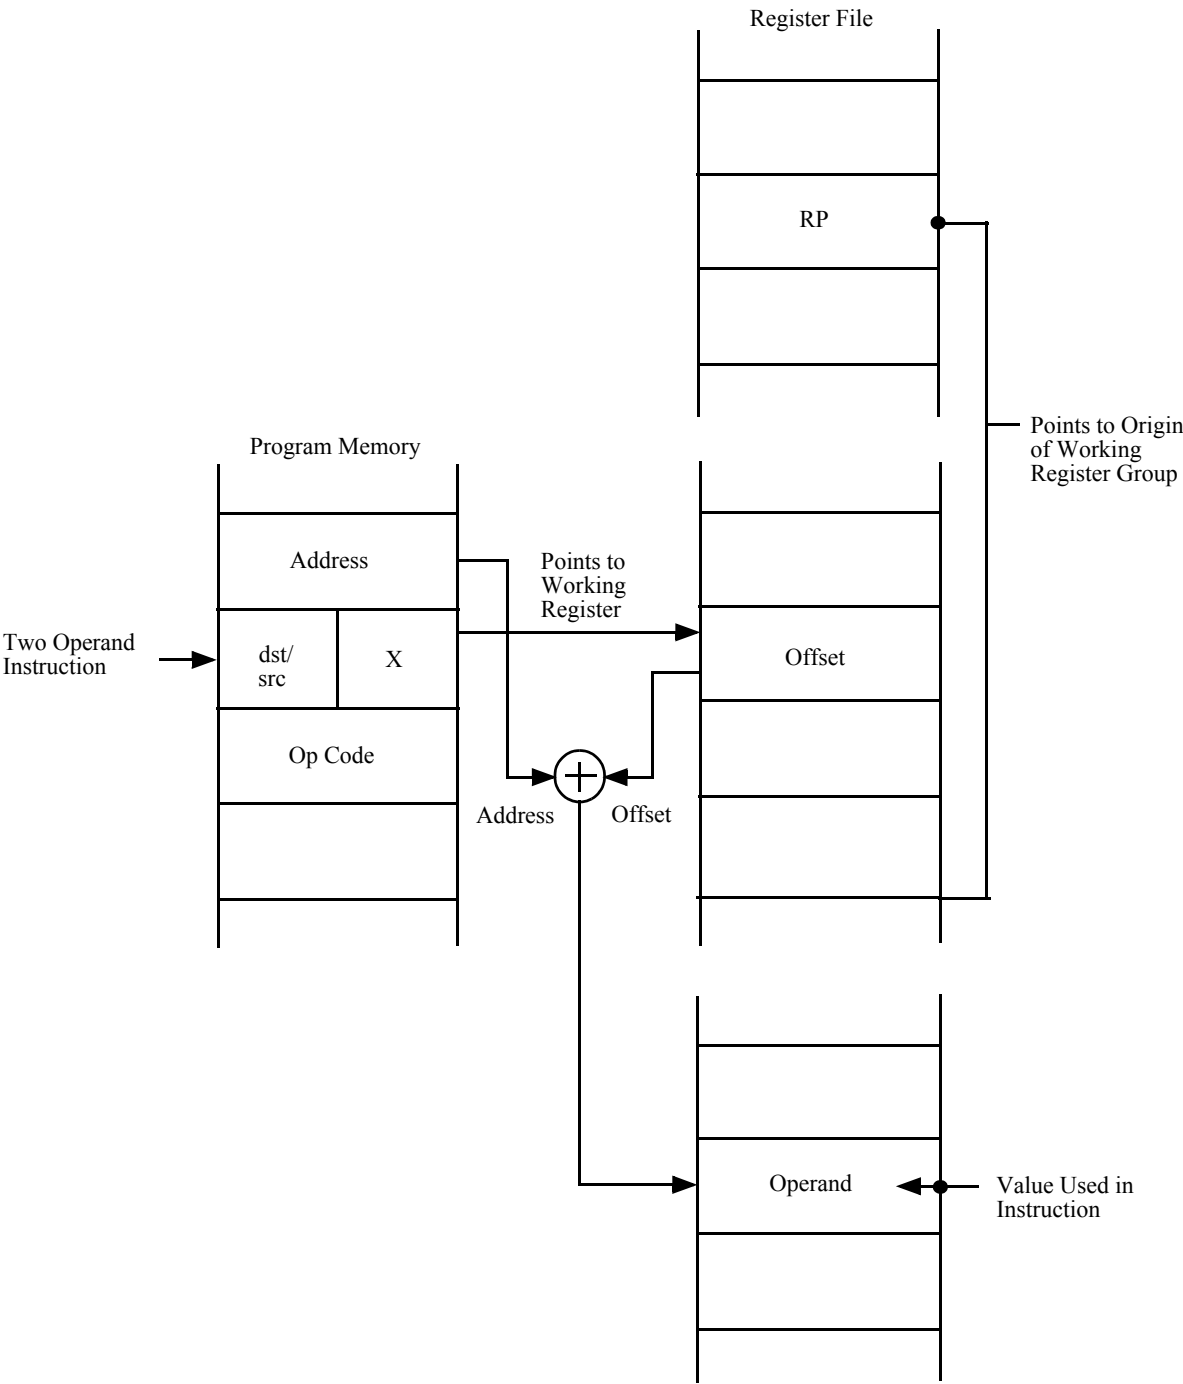 Register File
RP
Points to Origin
of Working
Register Group
Program Memory
Address
Points to
Working
Register
Two Operand
Instruction
dst/
src
X
Offset
Op Code
Address
Offset
Operand
Value Used in
Instruction